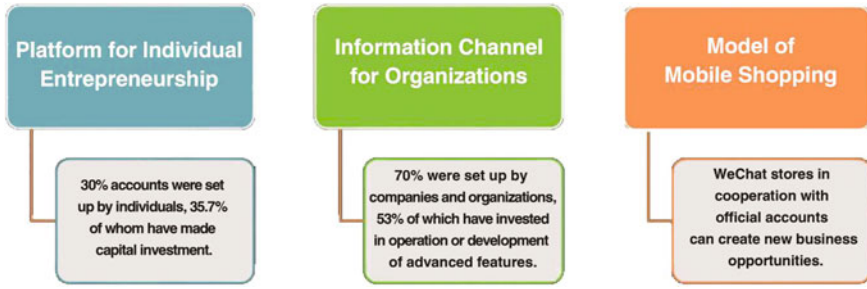 Platform for Individual
Entrepreneurship
30% accounts were set
up by individuals, 35.7%
of whom have made
capital investment.
Information Channel
for Organizations
70% were set up by
companies and organizations,
53% of which have invested
in operation or development
of advanced features.
Model of
Mobile Shopping
WeChat stores in
cooperation with
official accounts
can create new business
opportunities.